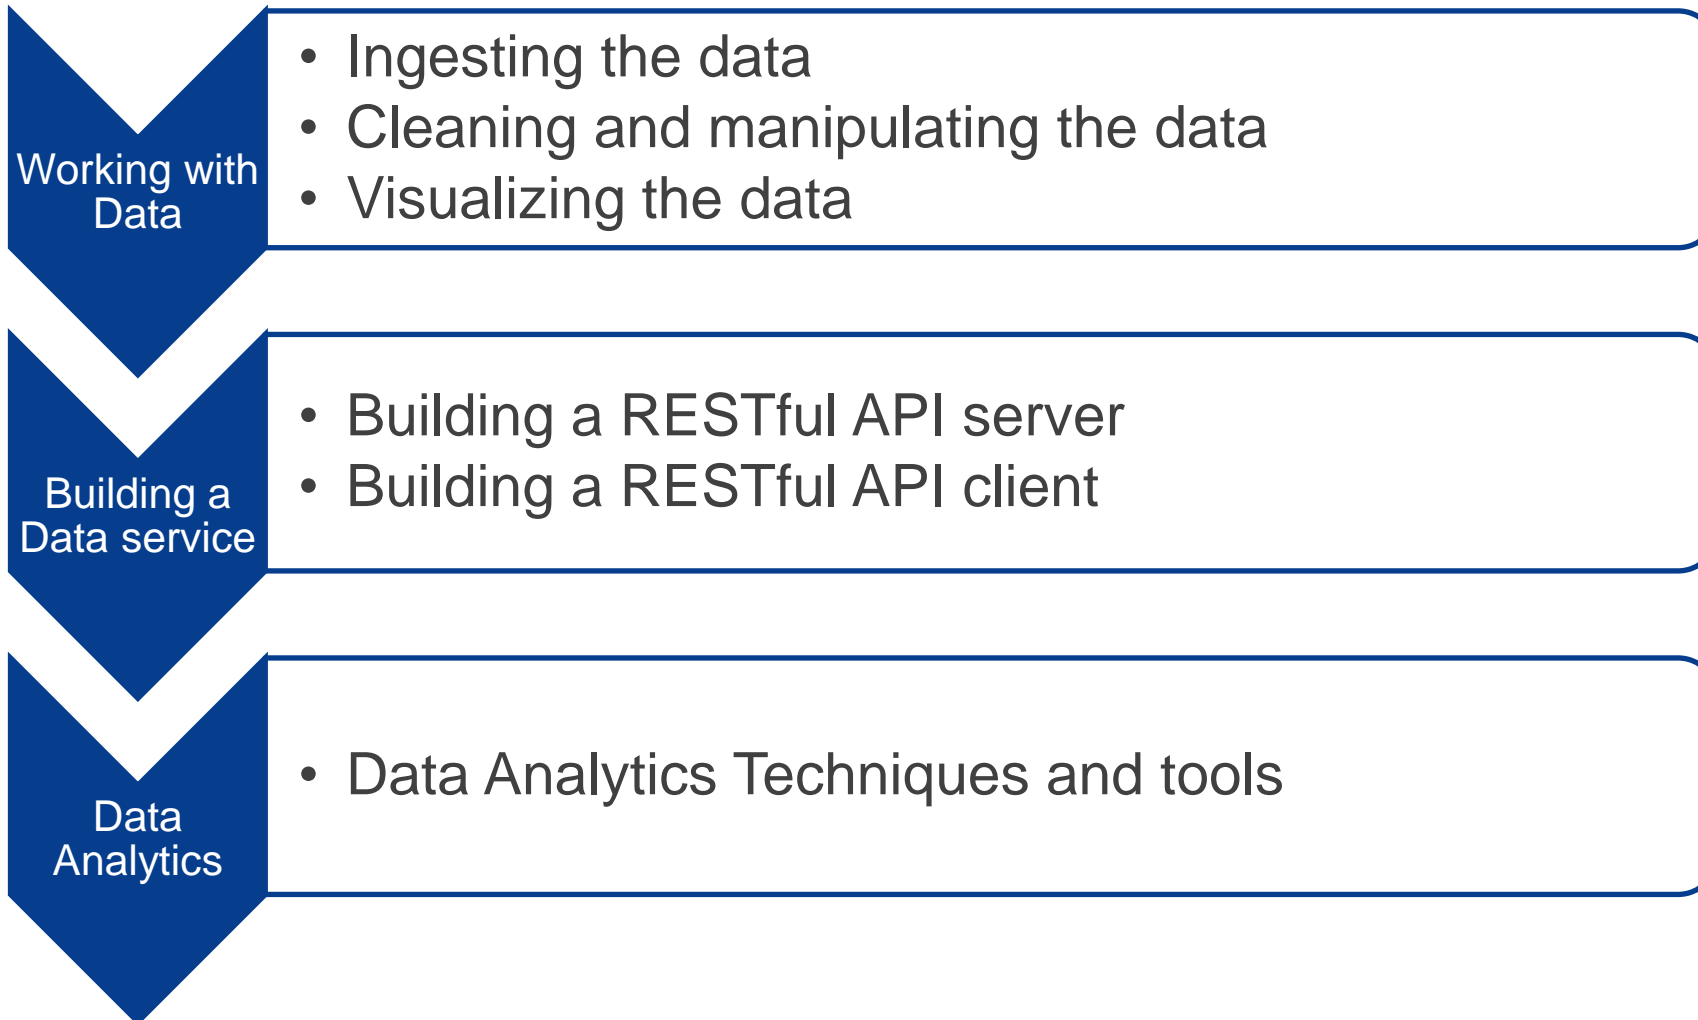 Working with
Data
• Ingesting the data
• Cleaning and manipulating the data
• Visualizing the data
Building a
Data service
• Building a RESTful API server
• Building a RESTful API client
Data
Analytics
• Data Analytics Techniques and tools